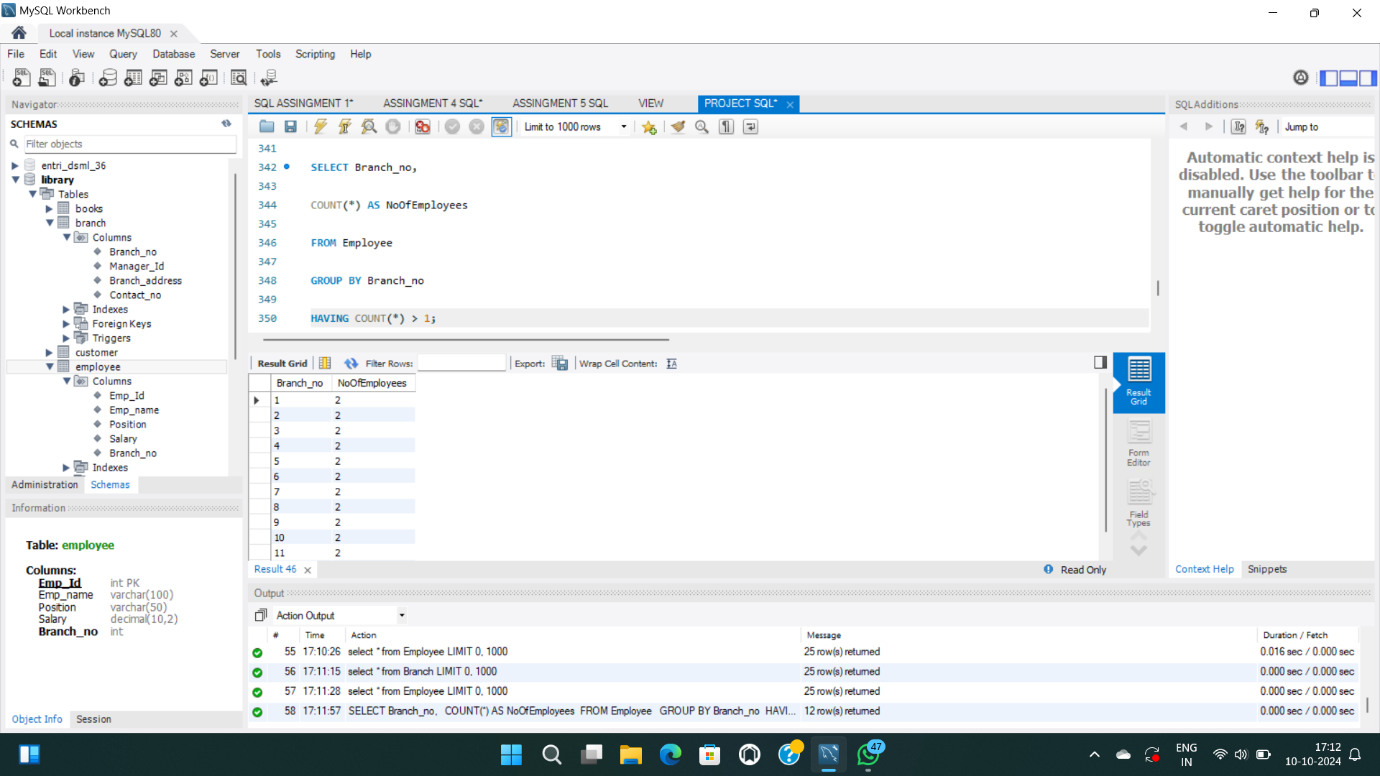 MySQL Workbench
Local instance MySQL80
File Edit View Query Database Server Tools Scripting Help
Navigator
SCHEMAS
Filter objects
entri_dsml_36
library
Tables
books
branch
Columns
Branch_no
Manager_Id
Branch_address
Contact_no
Indexes
Foreign Keys
Triggers
customer
employee
Columns
Emp_Id
Emp_name
Position
Salary
Branch_no
Indexes
Administration Schemas
Information
Table: employee
Columns:
Emp_Id int PK
Emp_name varchar(100)
Position varchar(50)
Salary decimal(10,2)
Branch_no int
Object Info Session
SQL ASSINGMENT 1* ASSINGMENT 4 SQL* ASSINGMENT 5 SQL VIEW PROJECT SQL*
Limit to 1000 rows
341
342 SELECT Branch_no,
343
344 COUNT(*) AS NoOfEmployees
345
346 FROM Employee
347
348 GROUP BY Branch_no
349
350 HAVING COUNT(*) > 1;
Result Grid Filter Rows: Export: Wrap Cell Content:
Branch_no NoOfEmployees
1 2
2 2
3 2
4 2
5 2
6 2
7 2
8 2
9 2
10 2
11 2
Result Grid
Form Editor
Field Types
Result 46 Read Only
Output
Action Output
# Time Action Message Duration / Fetch
55 17:10:26 select * from Employee LIMIT 0, 1000 25 row(s) returned 0.016 sec / 0.000 sec
56 17:11:15 select * from Branch LIMIT 0, 1000 25 row(s) returned 0.000 sec / 0.000 sec
57 17:11:28 select * from Employee LIMIT 0, 1000 25 row(s) returned 0.000 sec / 0.000 sec
58 17:11:57 SELECT Branch_no, COUNT(*) AS NoOfEmployees FROM Employee GROUP BY Branch_no HAVI... 12 row(s) returned 0.000 sec / 0.000 sec
SQLAdditions
Jump to
Automatic context help is
disabled. Use the toolbar t
manually get help for the
current caret position or to
toggle automatic help.
Context Help Snippets
47
ENG
IN
17:12
10-10-2024